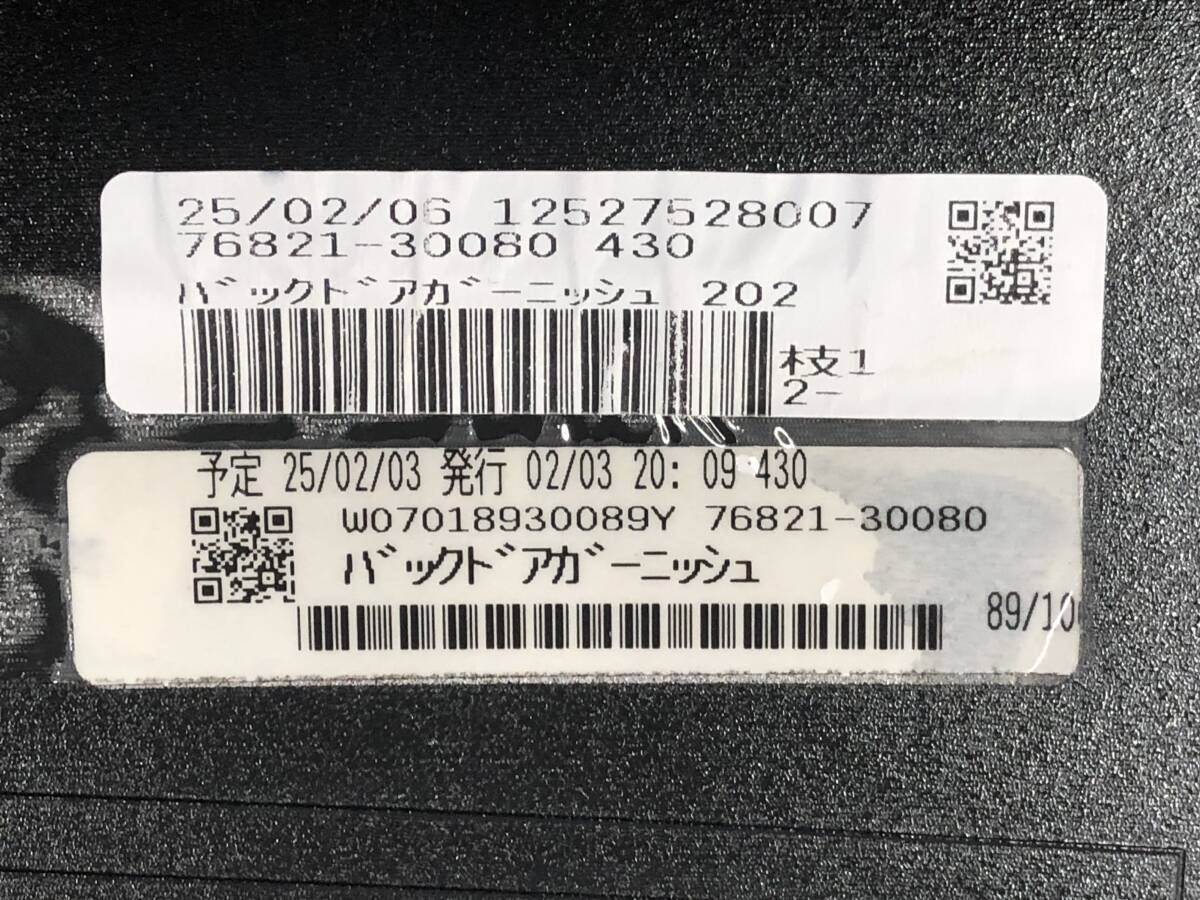 25/02/06 12527528007
76821-30080 430
ﾊﾞｯｸﾄﾞｱｶﾞｰﾆｯｼｭ 202
枝1
2-
予定 25/02/03 発行 02/03 20: 09 430
W07018930089Y 76821-30080
ﾊﾞｯｸﾄﾞｱｶﾞｰﾆｯｼｭ
89/10